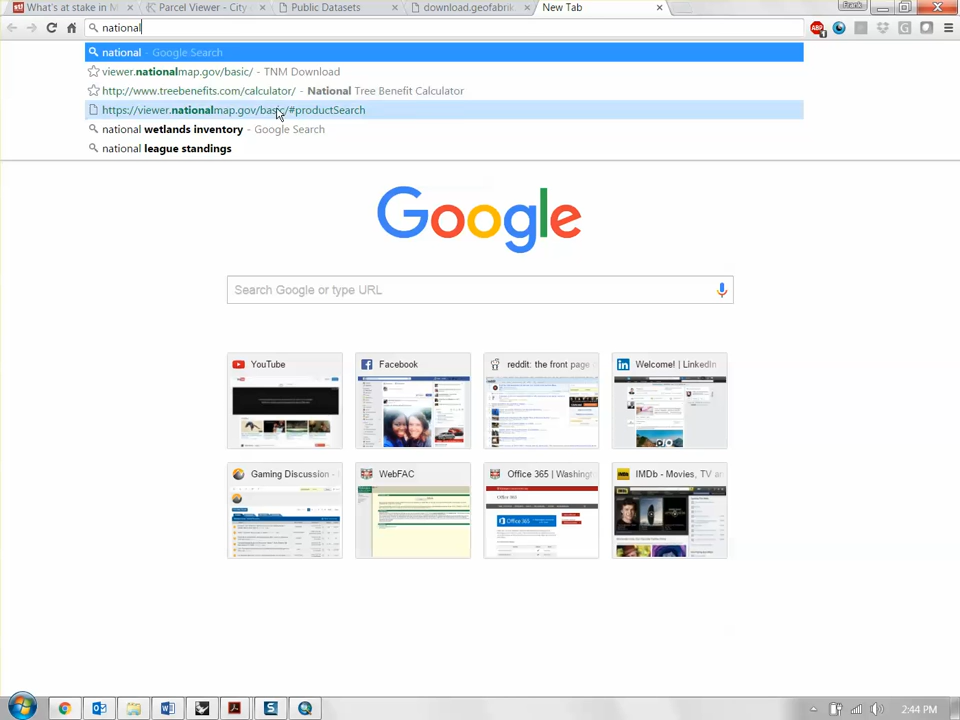 What's at stake in M
Parcel Viewer - City
Public Datasets
download.geofabrik
New Tab
Frank
national
national - Google Search
viewer.nationalmap.gov/basic/ - TNM Download
http://www.treebenefits.com/calculator/ - National Tree Benefit Calculator
https://viewer.nationalmap.gov/basic/#productSearch
national wetlands inventory - Google Search
national league standings
Google
Search Google or type URL
YouTube
Facebook
reddit: the front page
Welcome! | LinkedIn
Gaming Discussion -
WebFAC
Office 365 | Washingt
IMDb - Movies, TV a
Office 365
2:44 PM